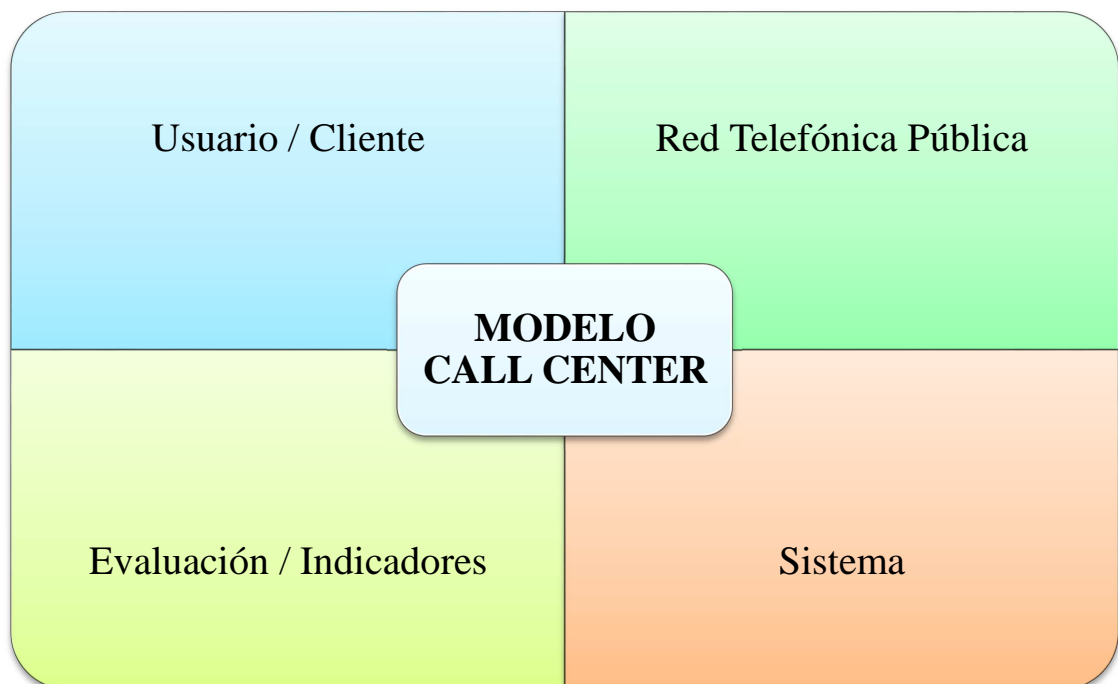 Usuario / Cliente
Red Telefónica Pública
MODELO
CALL CENTER
Evaluación / Indicadores
Sistema